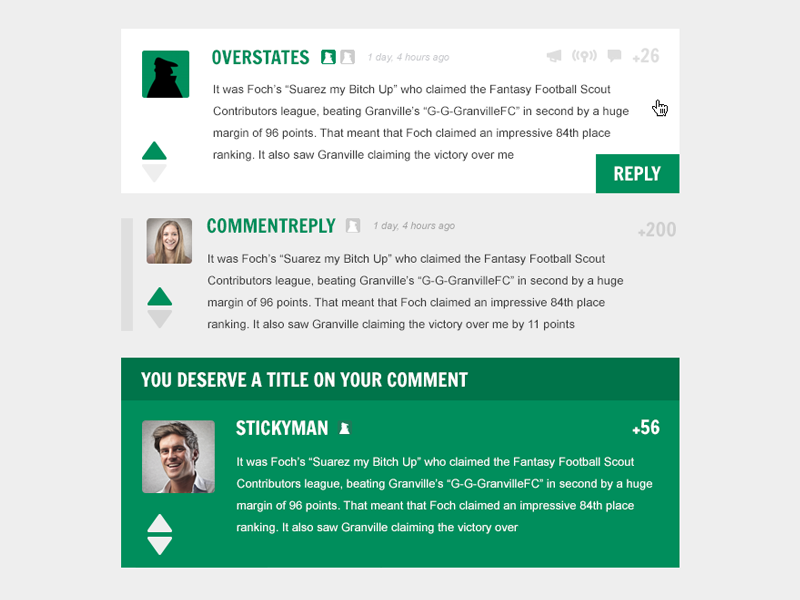 OVERSTATES 1 day, 4 hours ago +26
It was Foch's “Suarez my Bitch Up” who claimed the Fantasy Football Scout
Contributors league, beating Granville's “G-G-GranvilleFC” in second by a huge
margin of 96 points. That meant that Foch claimed an impressive 84th place
ranking. It also saw Granville claiming the victory over me
REPLY
COMMENTREPLY 1 day, 4 hours ago +200
It was Foch's “Suarez my Bitch Up” who claimed the Fantasy Football Scout
Contributors league, beating Granville's “G-G-GranvilleFC” in second by a huge
margin of 96 points. That meant that Foch claimed an impressive 84th place
ranking. It also saw Granville claiming the victory over me by 11 points
YOU DESERVE A TITLE ON YOUR COMMENT
STICKYMAN +56
It was Foch's “Suarez my Bitch Up” who claimed the Fantasy Football Scout
Contributors league, beating Granville's “G-G-GranvilleFC” in second by a huge
margin of 96 points. That meant that Foch claimed an impressive 84th place
ranking. It also saw Granville claiming the victory over